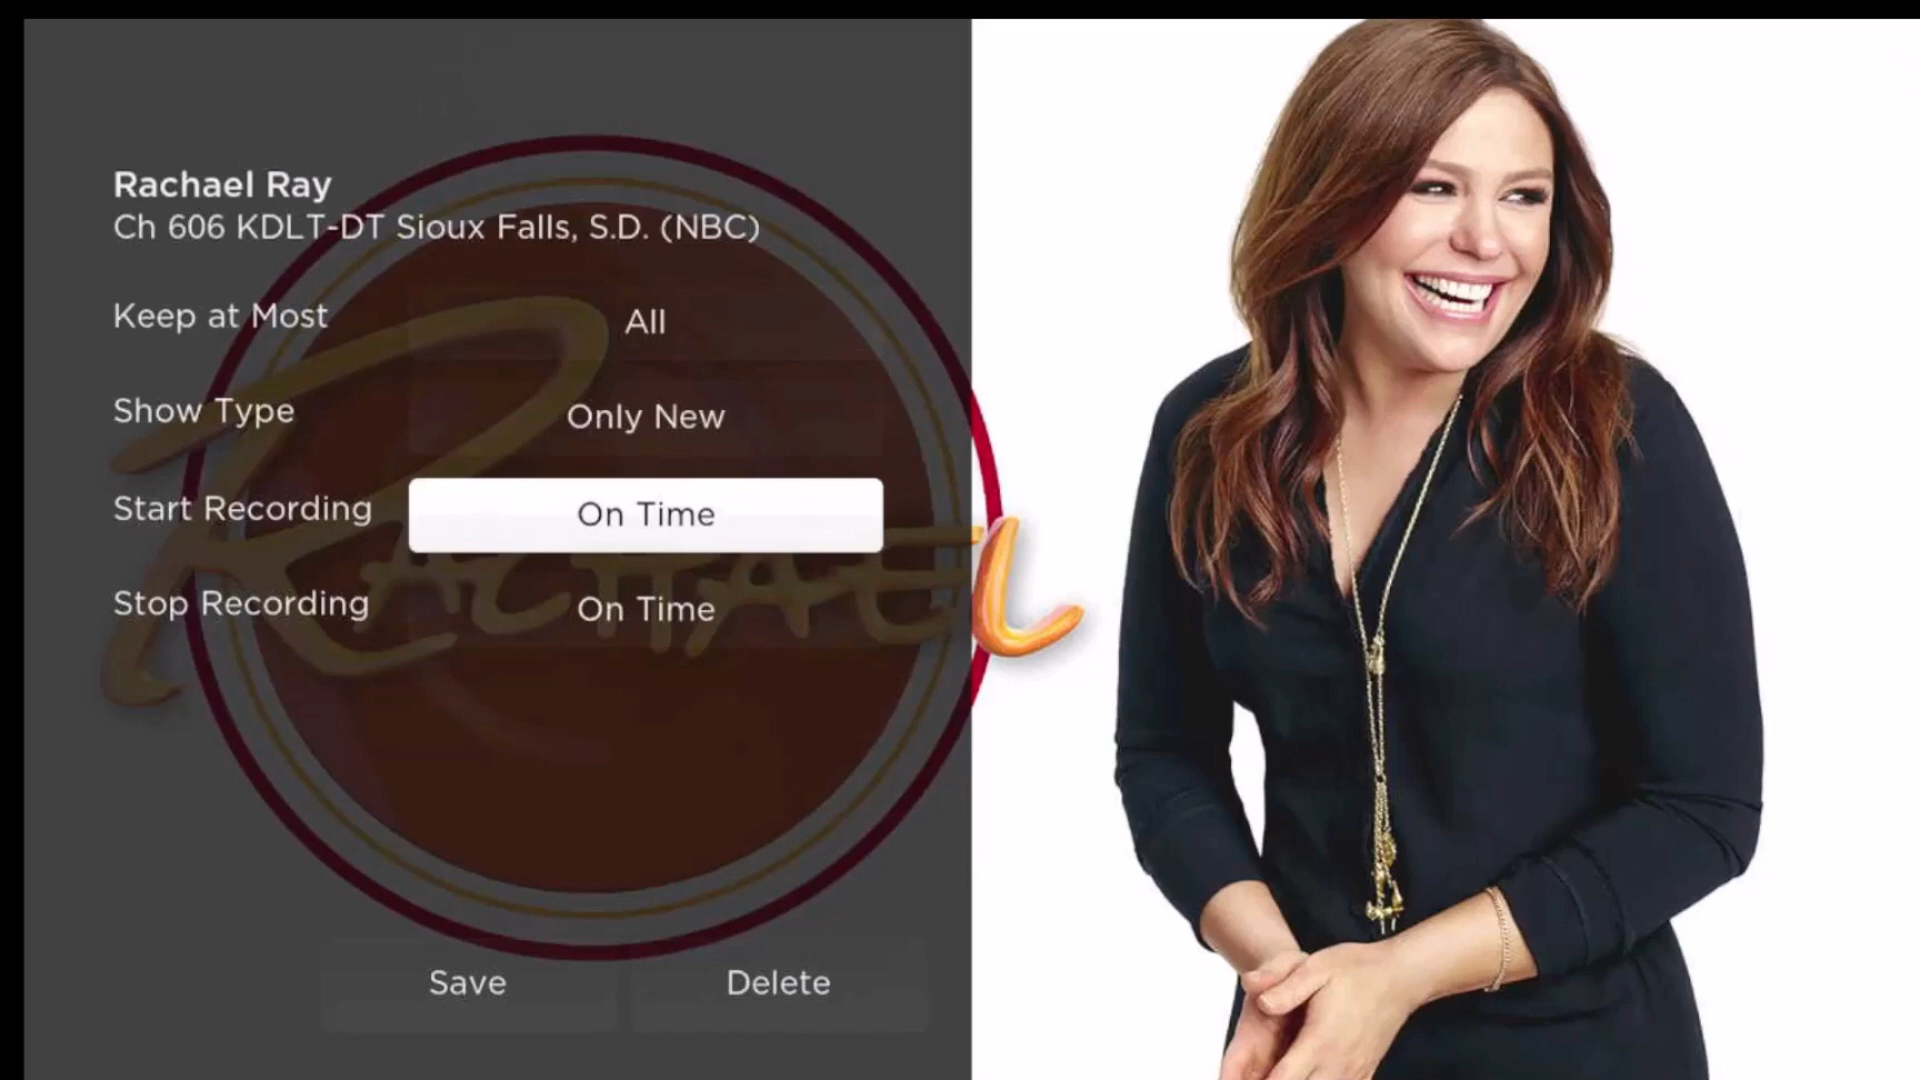 Rachael Ray
Ch 606 KDLT-DT Sioux Falls, S.D. (NBC)
Keep at Most All
Show Type Only New
Start Recording On Time
RACHAEL
Stop Recording On Time
Save Delete